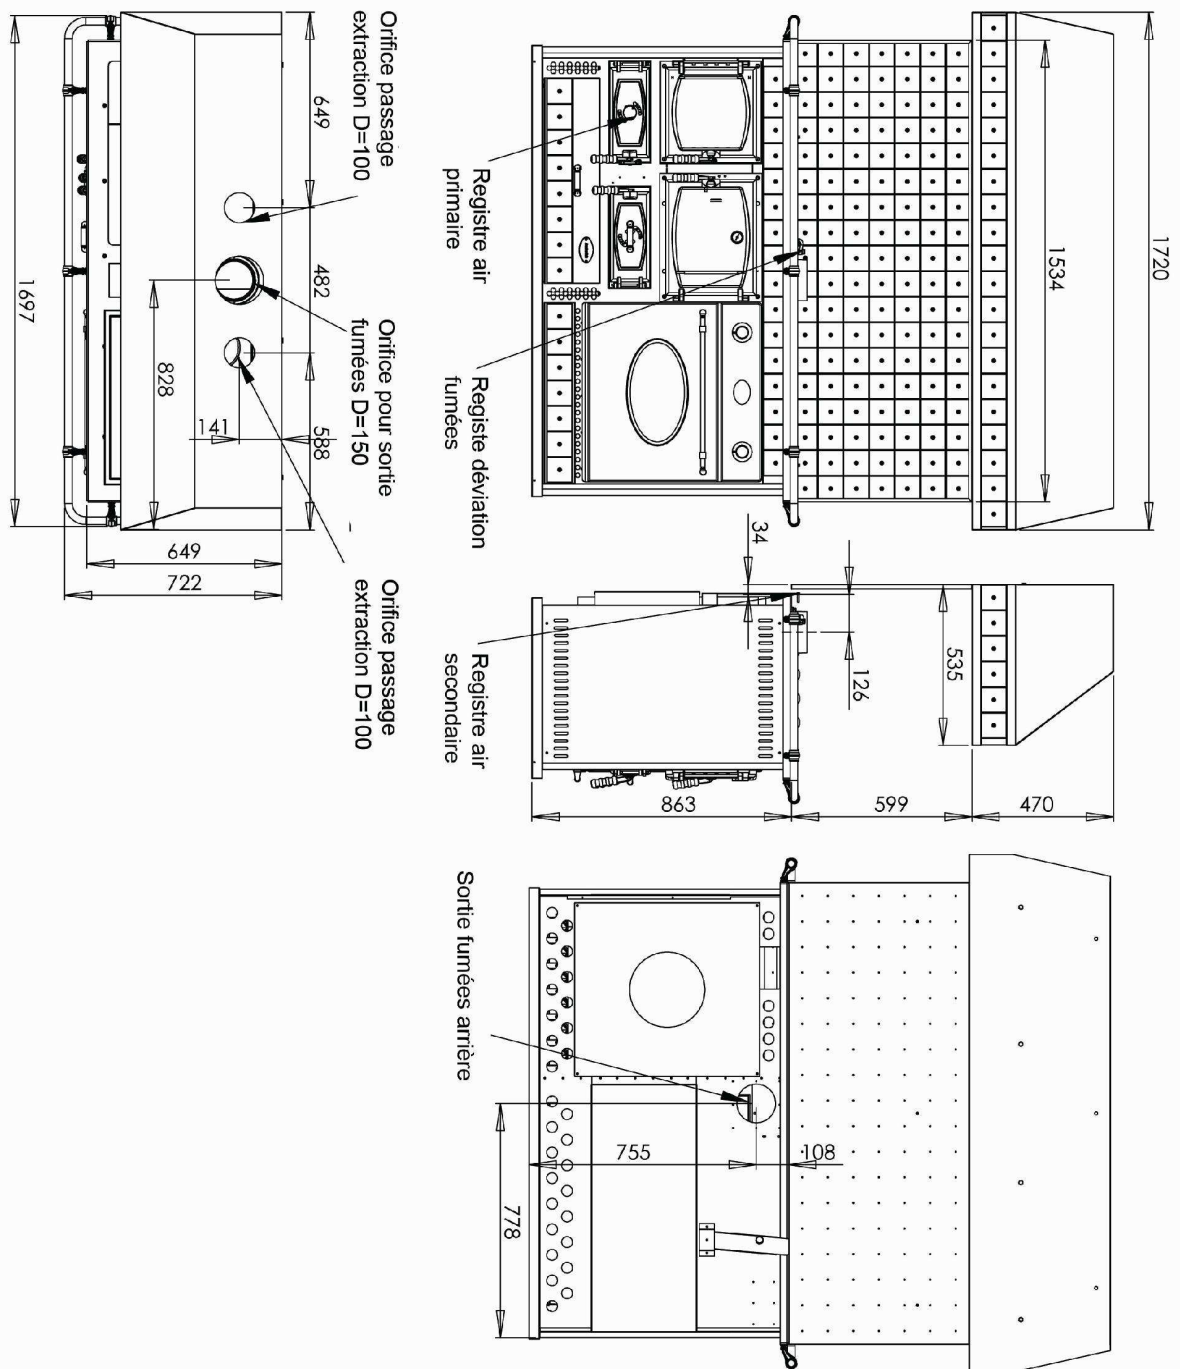 1720
1534
Registre air
primaire
Registe déviation
fumées
34
126
535
863
599
470
Registre air
secondaire
Sortie fumées arrière
755
108
778
Orifice passage
extraction D=100
649
482
588
828
141
1697
649
722
Orifice pour sortie
fumées D=150
Orifice passage
extraction D=100